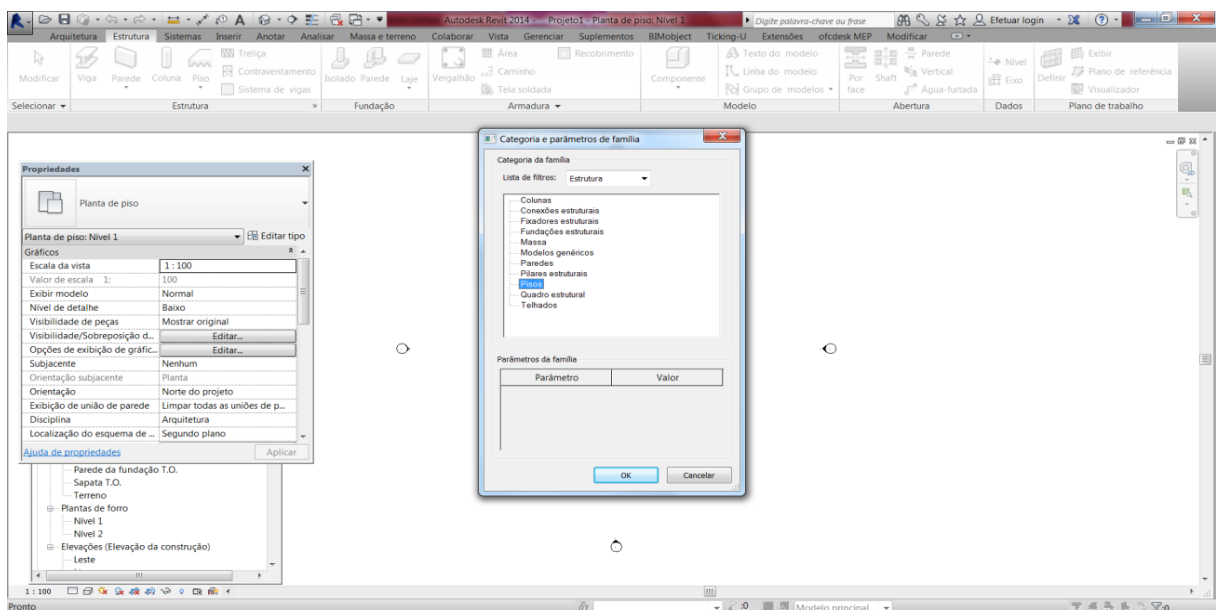 Autodesk Revit 2014 - Projeto1 - Planta de piso: Nível 1 Digite palavra-chave ou frase Efetuar login
Arquitetura Estrutura Sistemas Inserir Anotar Analisar Massa e terreno Colaborar Vista Gerenciar Suplementos BIMobject Ticking-U Extensões ofcdesk MEP Modificar
Modificar Viga Parede Coluna Piso
Treliça
Contraventamento
Sistema de vigas
Isolado Parede Laje
Vergalhão
Área Recobrimento
Caminho
Tela soldada
Componente
Texto do modelo
Linha do modelo
Grupo de modelos
Por face
Shaft
Parede
Vertical
Água-furtada
Nível
Eixo
Definir
Exibir
Plano de referência
Visualizador
Selecionar Estrutura Fundação Armadura Modelo Abertura Dados Plano de trabalho
Propriedades
Planta de piso
Planta de piso: Nível 1 Editar tipo
Gráficos
Escala da vista 1 : 100
Valor de escala 1: 100
Exibir modelo Normal
Nível de detalhe Baixo
Visibilidade de peças Mostrar original
Visibilidade/Sobreposição d... Editar...
Opções de exibição de gráfic... Editar...
Subjacente Nenhum
Orientação subjacente Planta
Orientação Norte do projeto
Exibição de união de parede Limpar todas as uniões de p...
Disciplina Arquitetura
Localização do esquema de ... Segundo plano
Ajuda de propriedades Aplicar
Parede da fundação T.O.
Sapata T.O.
Terreno
Plantas de forro
Nível 1
Nível 2
Elevações (Elevação da construção)
Leste
Categoria e parâmetros de família
Categoria da família
Lista de filtros: Estrutura
Colunas
Conexões estruturais
Fixadores estruturais
Fundações estruturais
Massa
Modelos genéricos
Paredes
Pilares estruturais
Pisos
Quadro estrutural
Telhados
Parâmetros da família
Parâmetro Valor
OK Cancelar
1 : 100
Pronto :0 Modelo principal :0